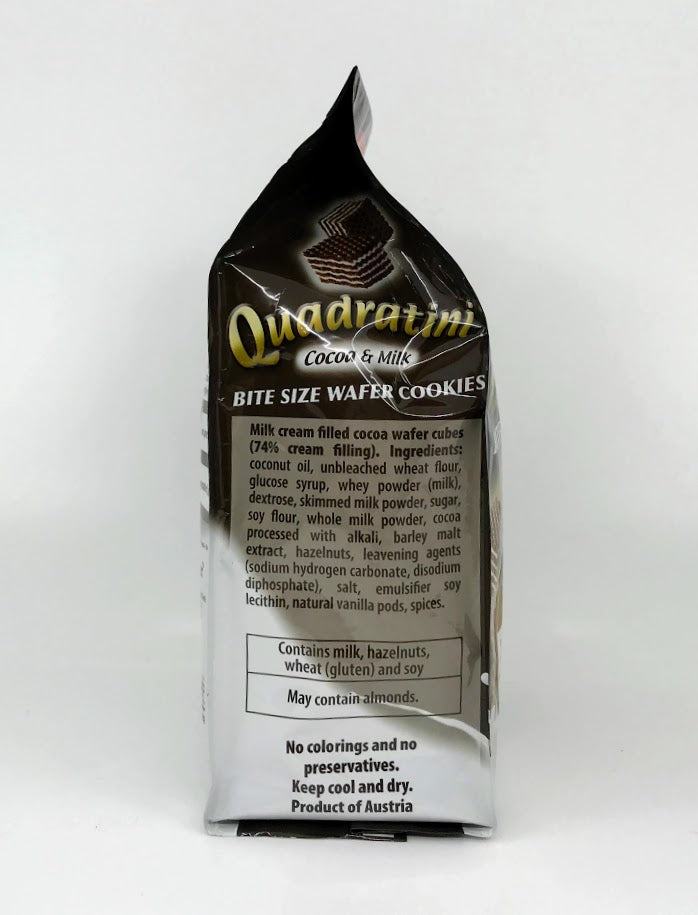 Quadratini
Cocoa & Milk
BITE SIZE WAFER COOKIES
Milk cream filled cocoa wafer cubes
(74% cream filling). Ingredients:
coconut oil, unbleached wheat flour,
glucose syrup, whey powder (milk),
dextrose, skimmed milk powder, sugar,
soy flour, whole milk powder, cocoa
processed with alkali, barley malt
extract, hazelnuts, leavening agents
(sodium hydrogen carbonate, disodium
diphosphate), salt, emulsifier soy
lecithin, natural vanilla pods, spices.
Contains milk, hazelnuts,
wheat (gluten) and soy
May contain almonds.
No colorings and no
preservatives.
Keep cool and dry.
Product of Austria